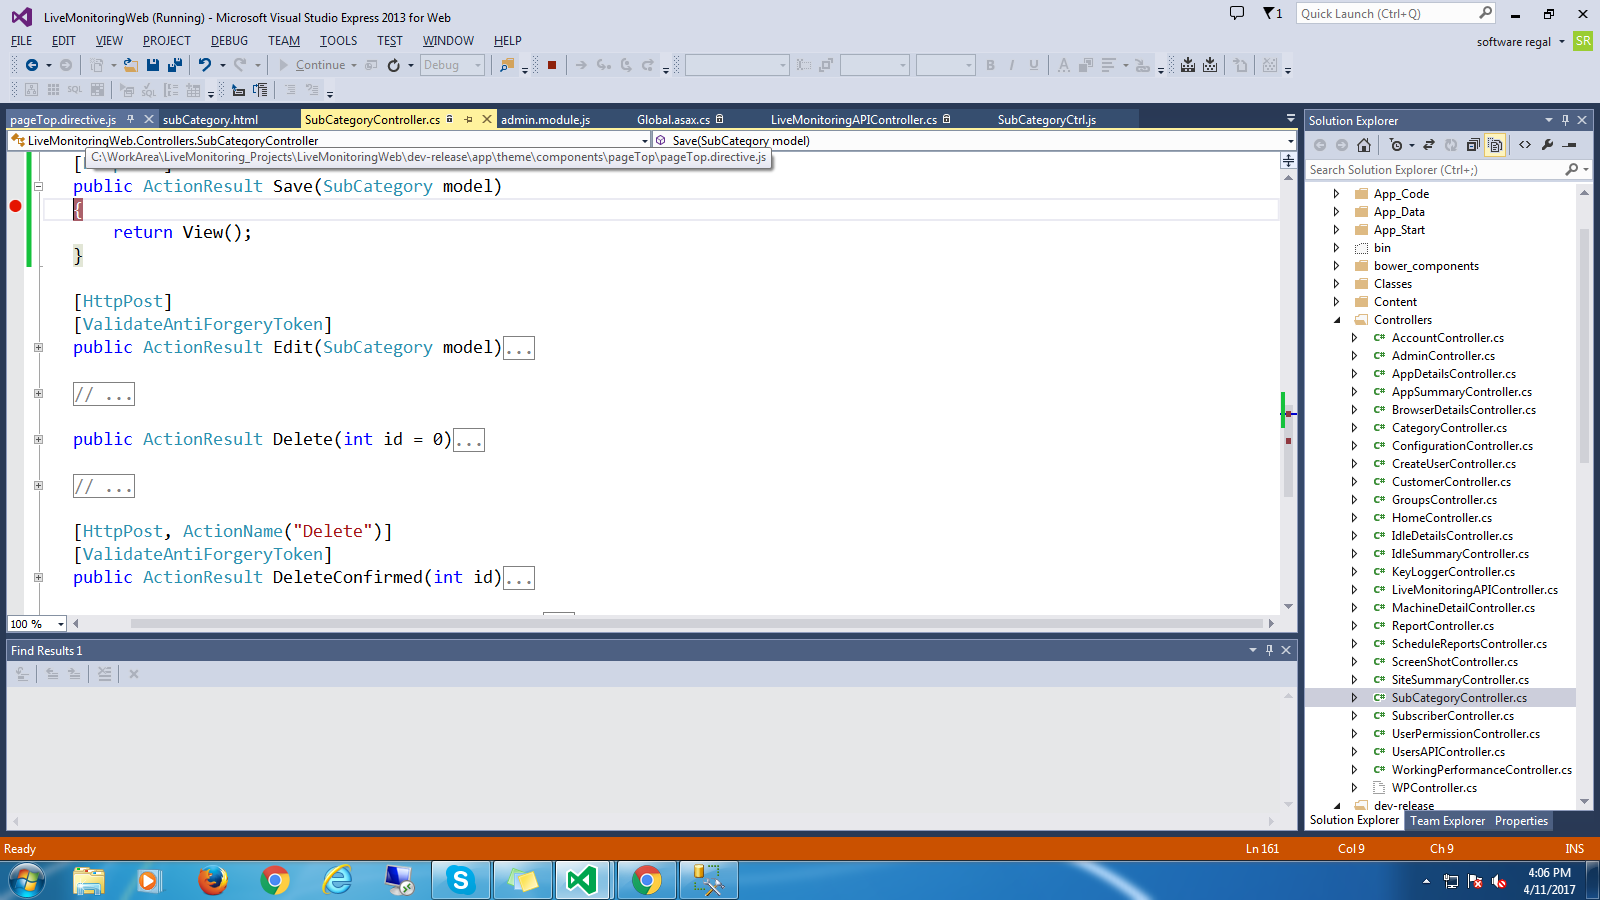 LiveMonitoringWeb (Running) - Microsoft Visual Studio Express 2013 for Web
1
Quick Launch (Ctrl+Q)
FILE EDIT VIEW PROJECT DEBUG TEAM TOOLS TEST WINDOW HELP
software regal SR
Continue Debug
B I U A
SQL SQL
pageTop.directive.js subCategory.html SubCategoryController.cs admin.module.js Global.asax.cs LiveMonitoringAPIController.cs SubCategoryCtrl.js
LiveMonitoringWeb.Controllers.SubCategoryController Save(SubCategory model)
C:\WorkArea\LiveMonitoring_Projects\LiveMonitoringWeb\dev-release\app\theme\components\pageTop\pageTop.directive.js
[
public ActionResult Save(SubCategory model)
{
return View();
}
[HttpPost]
[ValidateAntiForgeryToken]
public ActionResult Edit(SubCategory model)...
// ...
public ActionResult Delete(int id = 0)...
// ...
[HttpPost, ActionName("Delete")]
[ValidateAntiForgeryToken]
public ActionResult DeleteConfirmed(int id)...
100 %
Find Results 1
Solution Explorer
Search Solution Explorer (Ctrl+;)
App_Code
App_Data
App_Start
bin
bower_components
Classes
Content
Controllers
C# AccountController.cs
C# AdminController.cs
C# AppDetailsController.cs
C# AppSummaryController.cs
C# BrowserDetailsController.cs
C# CategoryController.cs
C# ConfigurationController.cs
C# CreateUserController.cs
C# CustomerController.cs
C# GroupsController.cs
C# HomeController.cs
C# IdleDetailsController.cs
C# IdleSummaryController.cs
C# KeyLoggerController.cs
C# LiveMonitoringAPIController.cs
C# MachineDetailController.cs
C# ReportController.cs
C# ScheduleReportsController.cs
C# ScreenShotController.cs
C# SiteSummaryController.cs
C# SubCategoryController.cs
C# SubscriberController.cs
C# UserPermissionController.cs
C# UsersAPIController.cs
C# WorkingPerformanceController.cs
WPController.cs
dev-release
Solution Explorer Team Explorer Properties
Ready Ln 161 Col 9 Ch 9 INS
4:06 PM
4/11/2017